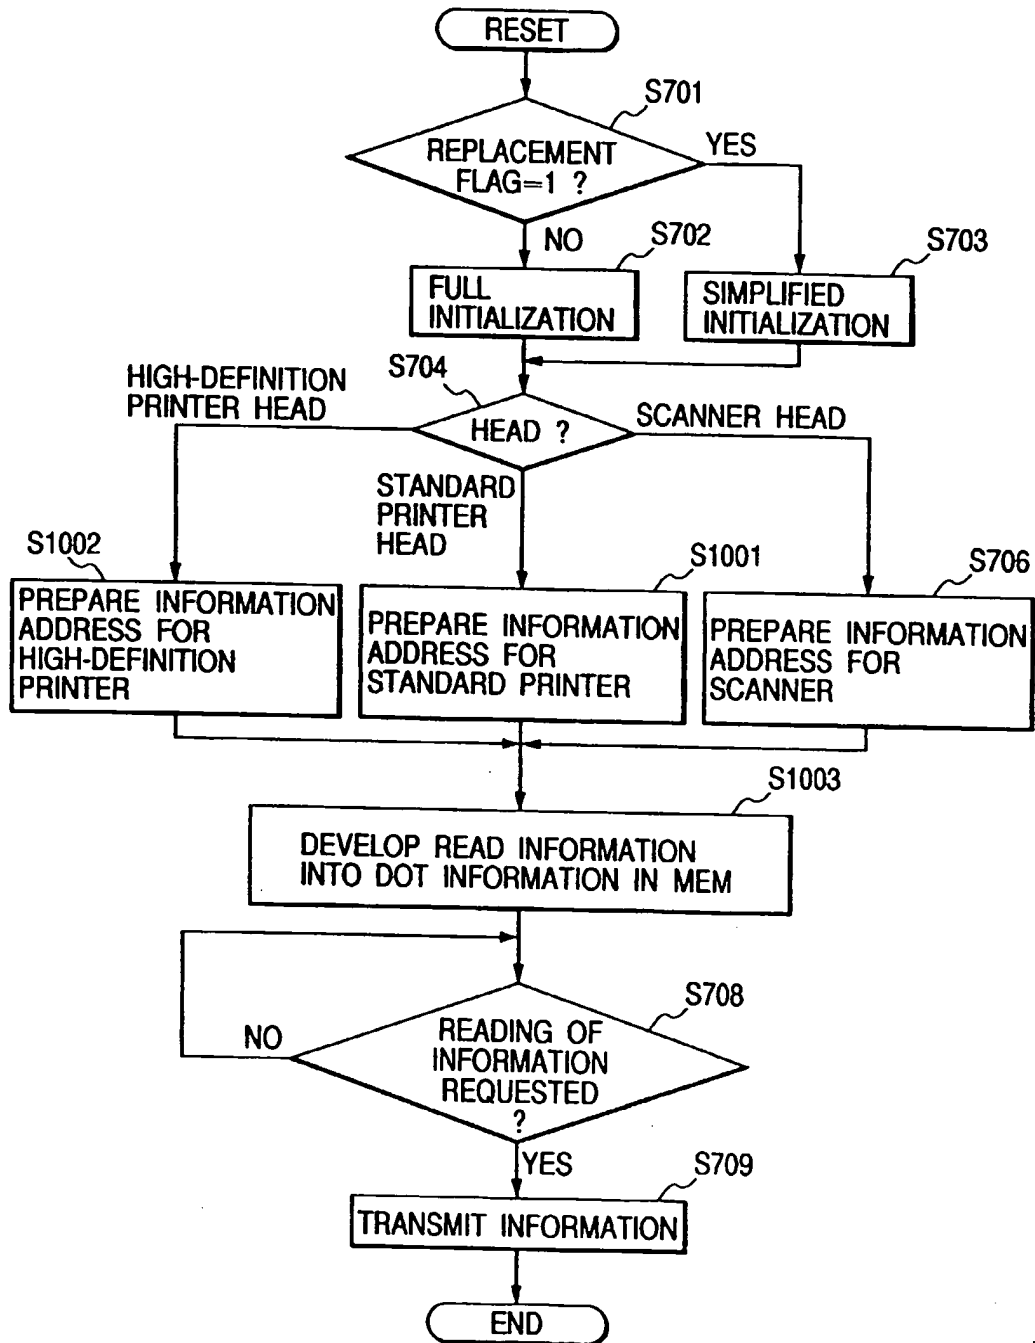 RESET
S701
REPLACEMENT
FLAG=1 ?
YES
NO
S702
S703
FULL
INITIALIZATION
SIMPLIFIED
INITIALIZATION
S704
HIGH-DEFINITION
PRINTER HEAD
HEAD ?
SCANNER HEAD
STANDARD
PRINTER
HEAD
S1002
S1001
S706
PREPARE INFORMATION
ADDRESS FOR
HIGH-DEFINITION
PRINTER
PREPARE INFORMATION
ADDRESS FOR
STANDARD PRINTER
PREPARE INFORMATION
ADDRESS FOR
SCANNER
S1003
DEVELOP READ INFORMATION
INTO DOT INFORMATION IN MEM
S708
NO
READING OF
INFORMATION
REQUESTED
?
YES
S709
TRANSMIT INFORMATION
END